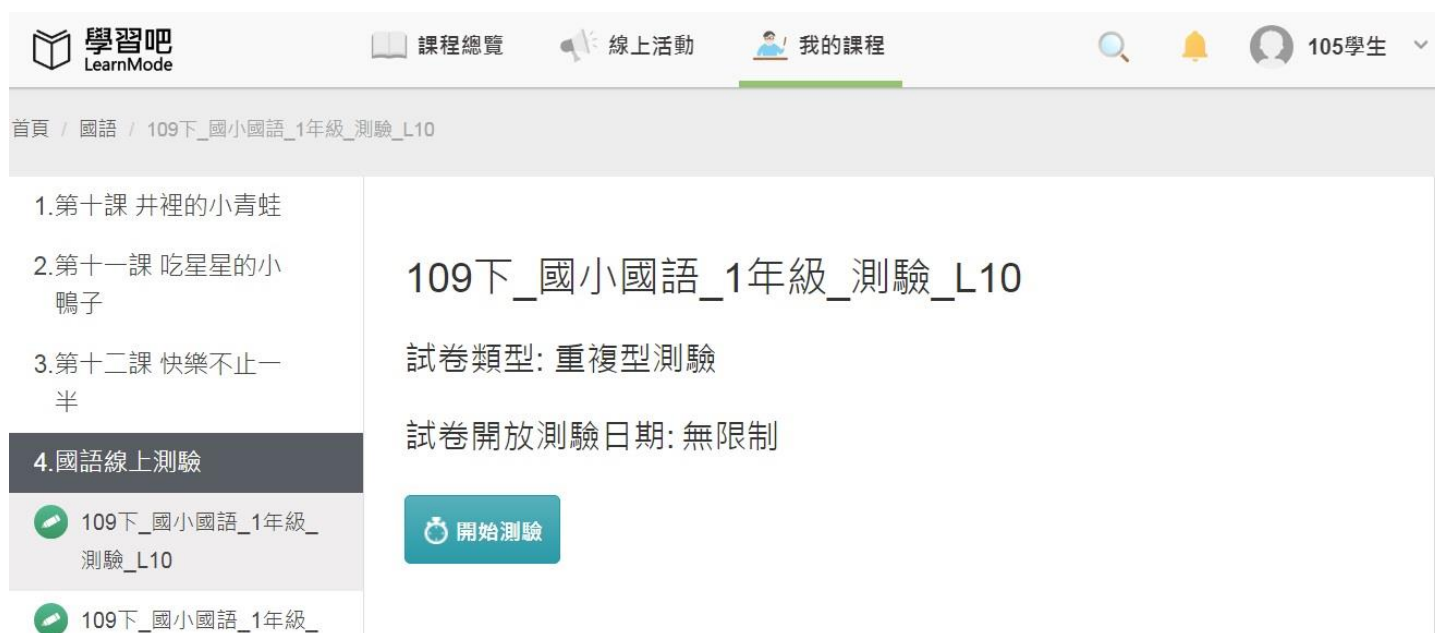 學習吧
LearnMode
課程總覽
線上活動
我的課程
105學生
首頁 / 國語 / 109下_國小國語_1年級_測驗_L10
1.第十課 井裡的小青蛙
2.第十一課 吃星星的小
鴨子
3.第十二課 快樂不止一
半
4.國語線上測驗
109下_國小國語_1年級_
測驗_L10
109下_國小國語_1年級_
109下_國小國語_1年級_測驗_L10
試卷類型: 重複型測驗
試卷開放測驗日期: 無限制
開始測驗